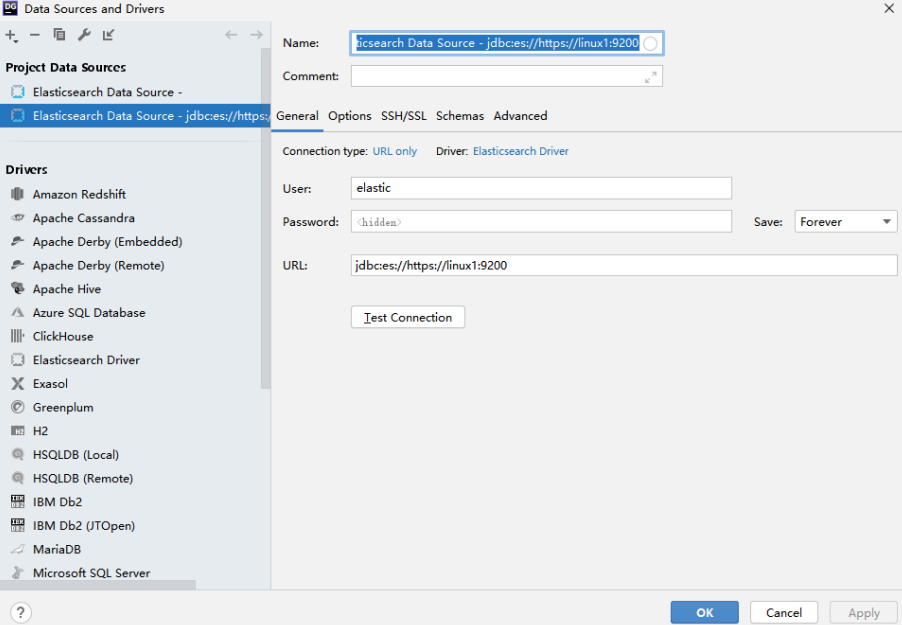 DG Data Sources and Drivers
Name: ticsearch Data Source - jdbc:es://https://linux1:9200
Comment:
Project Data Sources
Elasticsearch Data Source -
Elasticsearch Data Source - jdbc:es://https:/
General Options SSH/SSL Schemas Advanced
Connection type: URL only Driver: Elasticsearch Driver
User: elastic
Password: <hidden> Save: Forever
URL: jdbc:es://https://linux1:9200
Test Connection
Drivers
Amazon Redshift
Apache Cassandra
Apache Derby (Embedded)
Apache Derby (Remote)
Apache Hive
Azure SQL Database
ClickHouse
Elasticsearch Driver
Exasol
Greenplum
H2
HSQLDB (Local)
HSQLDB (Remote)
IBM Db2
IBM Db2 (JTOpen)
MariaDB
Microsoft SQL Server
? OK Cancel Apply